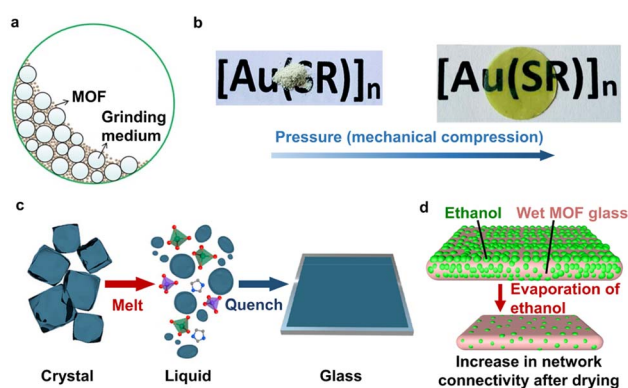 a
MOF
Grinding
medium
b
[Au(SR)]n
[Au(SR)]n
Pressure (mechanical compression)
c
Melt
Quench
Crystal
Liquid
Glass
d
Ethanol
Wet MOF glass
Evaporation of
ethanol
Increase in network
connectivity after drying